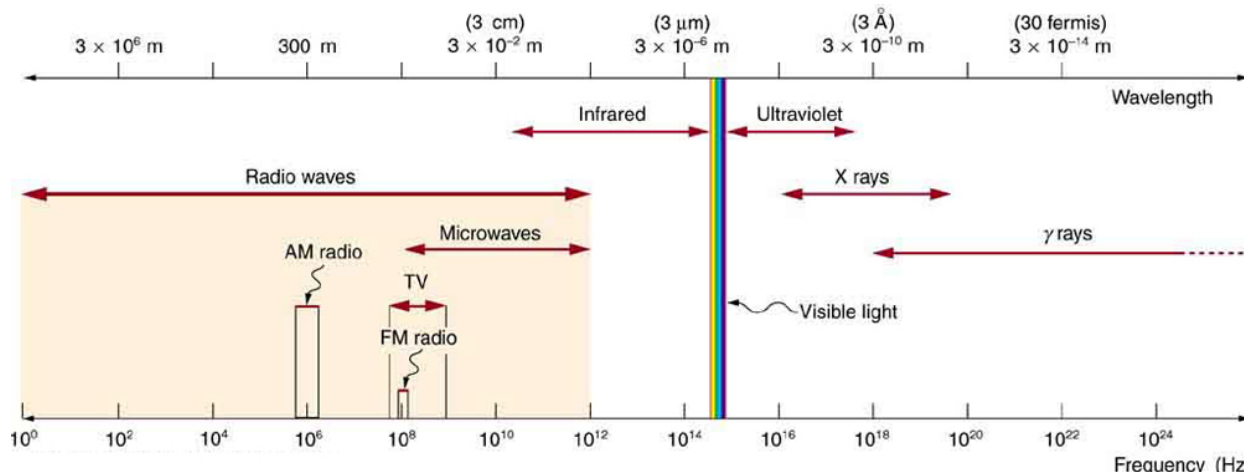 (3 cm) (3 μm) (3 Å) (30 fermis)
3 × 10⁶ m 300 m 3 × 10⁻² m 3 × 10⁻⁶ m 3 × 10⁻¹⁰ m 3 × 10⁻¹⁴ m
Wavelength
Infrared Ultraviolet
Radio waves X rays
Microwaves γ rays
AM radio
TV
Visible light
FM radio
10⁰ 10² 10⁴ 10⁶ 10⁸ 10¹⁰ 10¹² 10¹⁴ 10¹⁶ 10¹⁸ 10²⁰ 10²² 10²⁴
Frequency (Hz